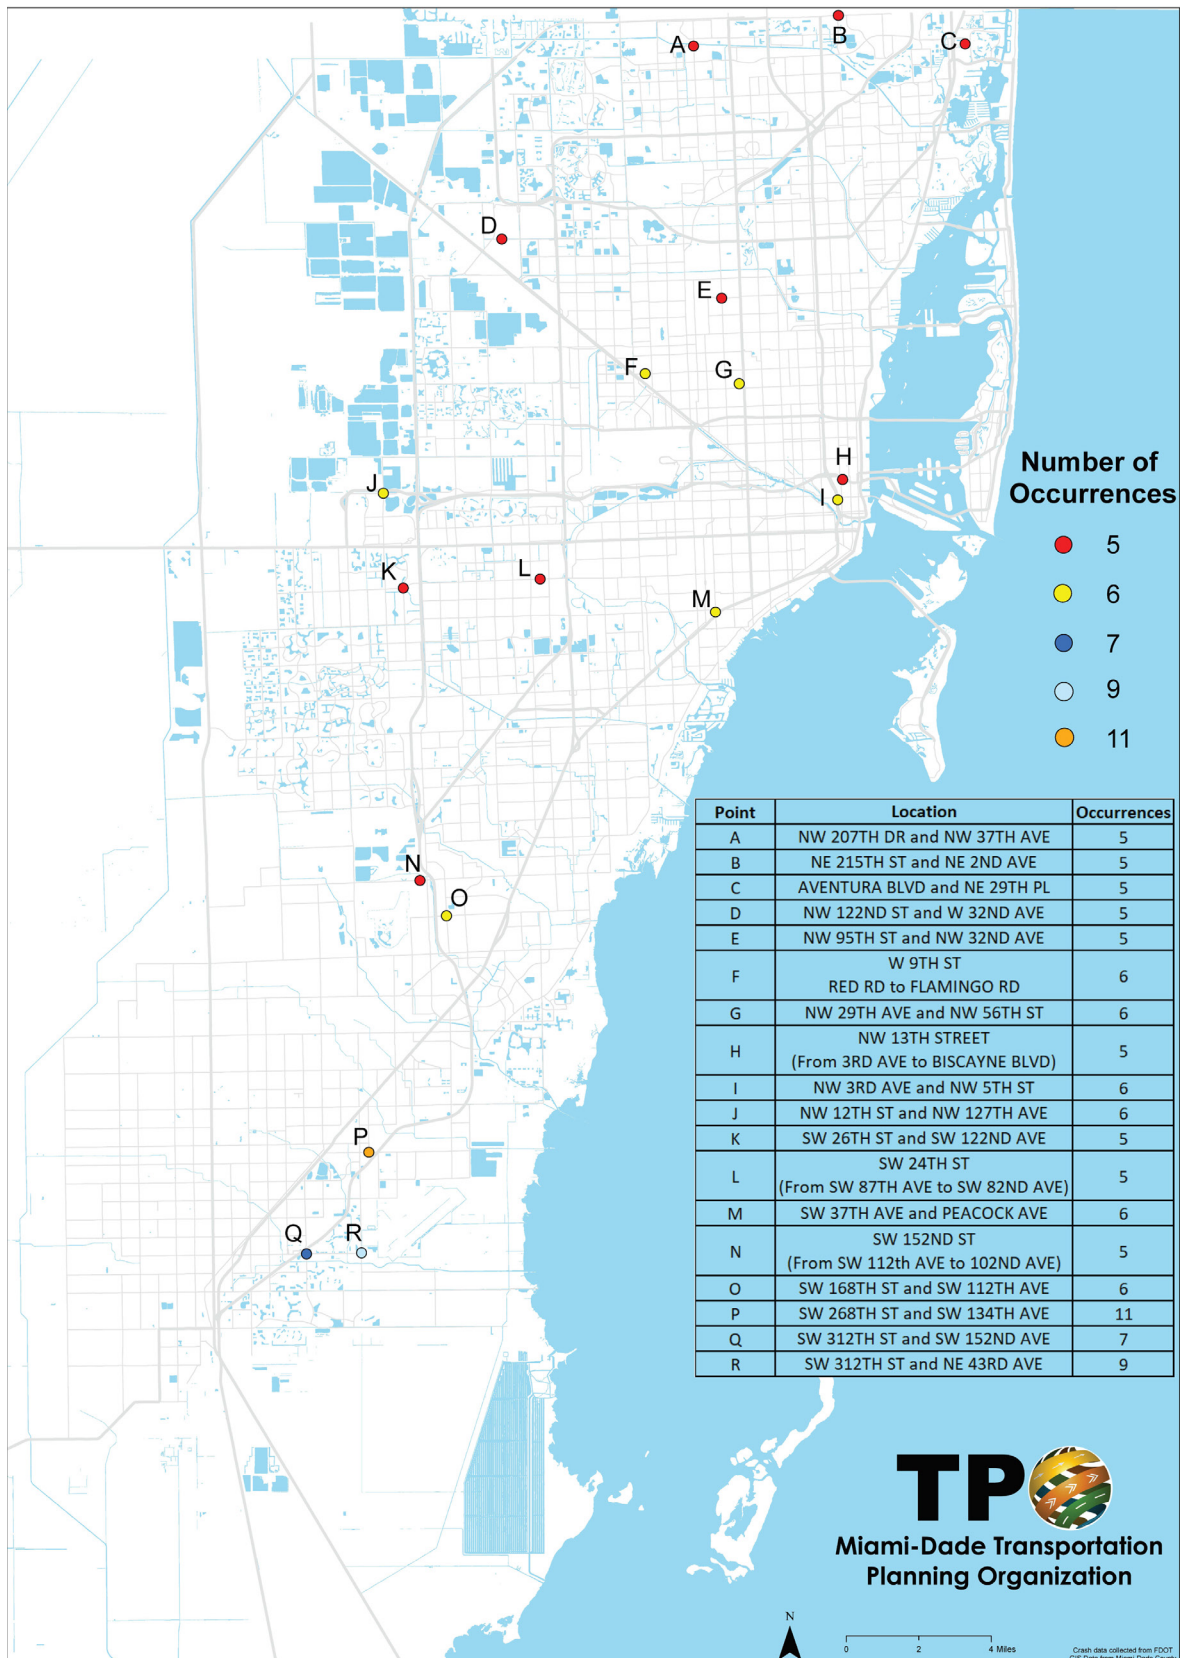 A
B
C
D
E
F
G
H
I
J
K
L
M
N
O
P
Q
R
Number of
Occurrences
5
6
7
9
11
Point Location Occurrences
A NW 207TH DR and NW 37TH AVE 5
B NE 215TH ST and NE 2ND AVE 5
C AVENTURA BLVD and NE 29TH PL 5
D NW 122ND ST and W 32ND AVE 5
E NW 95TH ST and NW 32ND AVE 5
F W 9TH ST 6
RED RD to FLAMINGO RD
G NW 29TH AVE and NW 56TH ST 6
H NW 13TH STREET 5
(From 3RD AVE to BISCAYNE BLVD)
I NW 3RD AVE and NW 5TH ST 6
J NW 12TH ST and NW 127TH AVE 6
K SW 26TH ST and SW 122ND AVE 5
L SW 24TH ST 5
(From SW 87TH AVE to SW 82ND AVE)
M SW 37TH AVE and PEACOCK AVE 6
N SW 152ND ST 5
(From SW 112th AVE to 102ND AVE)
O SW 168TH ST and SW 112TH AVE 6
P SW 268TH ST and SW 134TH AVE 11
Q SW 312TH ST and SW 152ND AVE 7
R SW 312TH ST and NE 43RD AVE 9
TPO
Miami-Dade Transportation
Planning Organization
N
0 2 4 Miles
Crash data collected from FDOT
GIS Data from Miami-Dade County